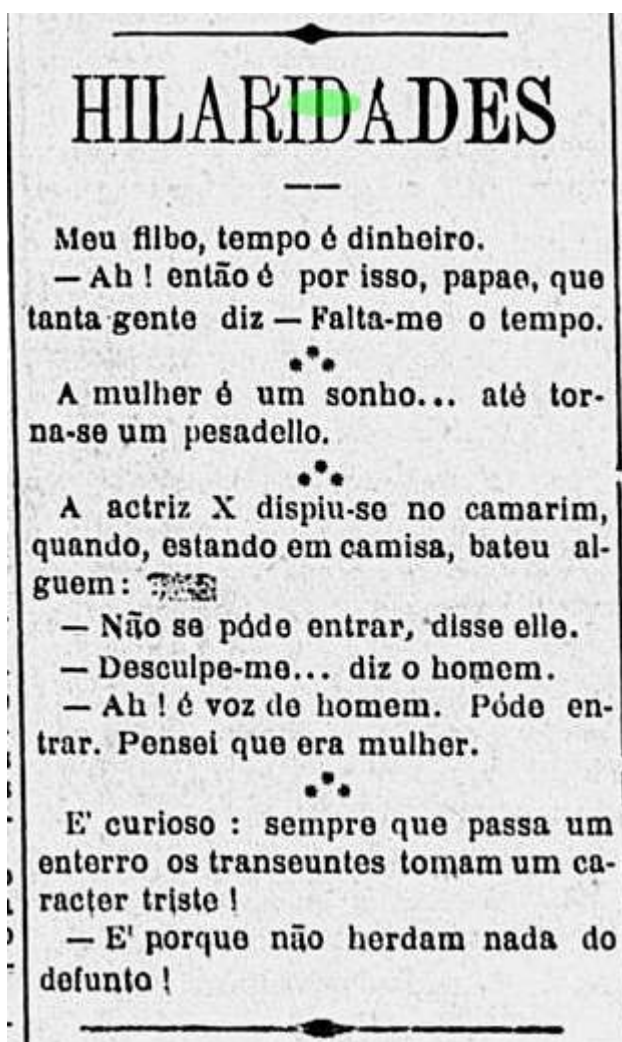 HILARIDADES
Meu filbo, tempo é dinheiro.
— Ah ! então é por isso, papae, que
tanta gente diz — Falta-me o tempo.
A mulher é um sonho... até tor-
na-se um pesadello.
A actriz X dispiu-se no camarim,
quando, estando em camisa, bateu al-
guem:
— Não se póde entrar, disse elle.
— Desculpe-me... diz o homem.
— Ah ! é voz de homem. Póde en-
trar. Pensei que era mulher.
E' curioso : sempre que passa um
enterro os transeuntes tomam um ca-
racter triste !
— E' porque não herdam nada do
defunto !